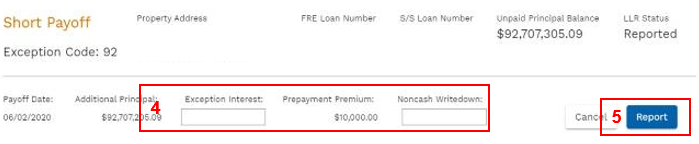 Short Payoff
Property Address
FRE Loan Number
S/S Loan Number
Unpaid Principal Balance
LLR Status
$92,707,305.09
Reported
Exception Code: 92
Payoff Date:
Additional Principal:
Exception Interest:
Prepayment Premium:
Noncash Writedown:
4
06/02/2020
$92,707,205.09
$10,000.00
Cancel
5
Report